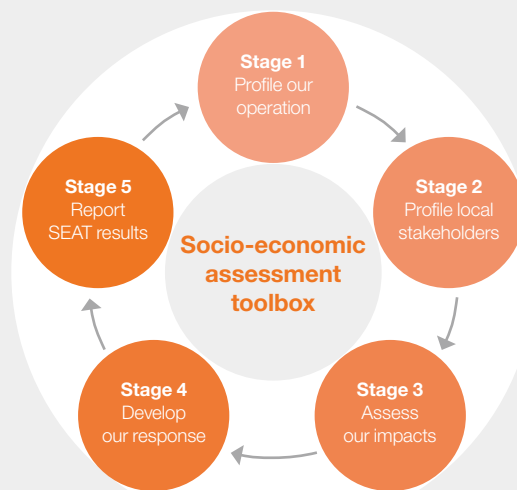 Stage 1
Profile our
operation
Stage 2
Profile local
stakeholders
Stage 3
Assess
our impacts
Stage 4
Develop
our response
Stage 5
Report
SEAT results
Socio-economic
assessment
toolbox